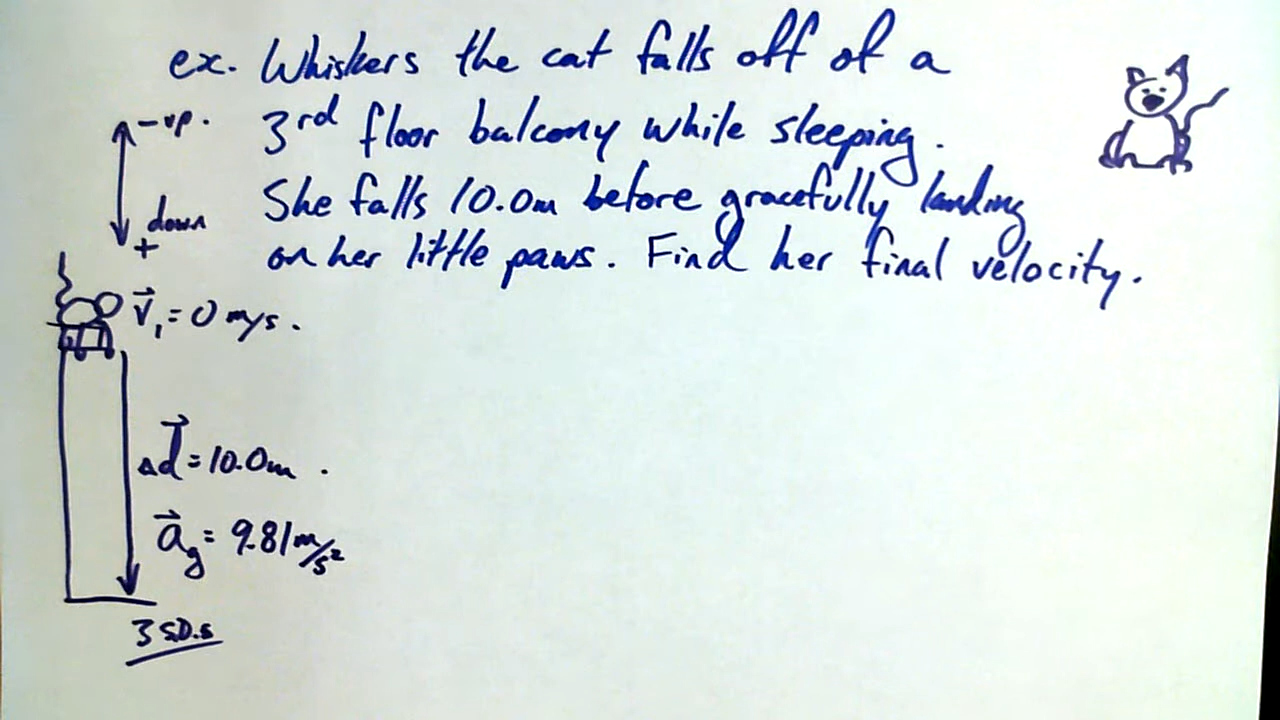 ex. Whiskers the cat falls off of a
3rd floor balcony while sleeping.
She falls 10.0m before gracefully landing
on her little paws. Find her final velocity.
- up.
down
+
v⃗₁ = 0 m/s.
Δd⃗ = 10.0m.
a⃗g = 9.81 m/s²
3 S.D.s